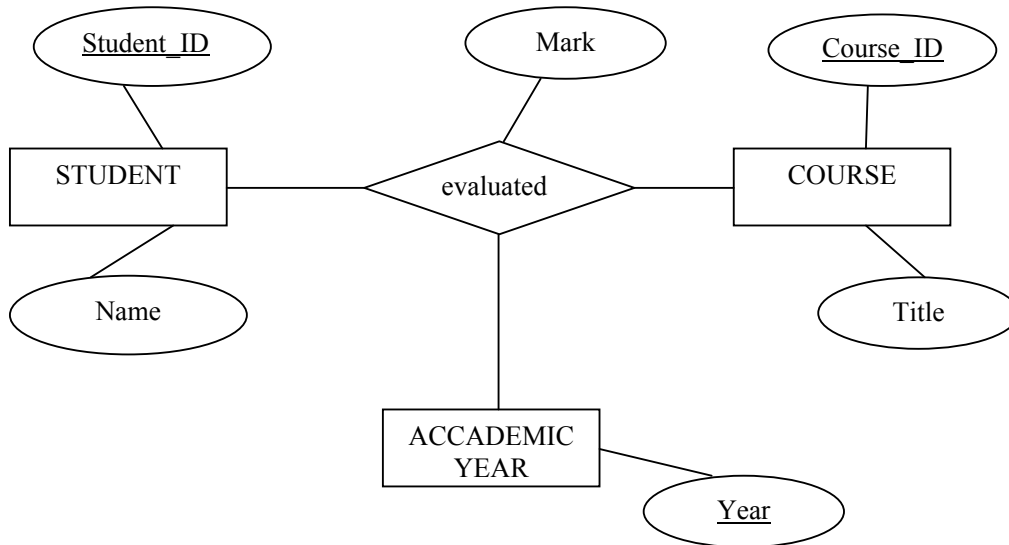 Student_ID
Mark
Course_ID
STUDENT
evaluated
COURSE
Name
Title
ACCADEMIC
YEAR
Year